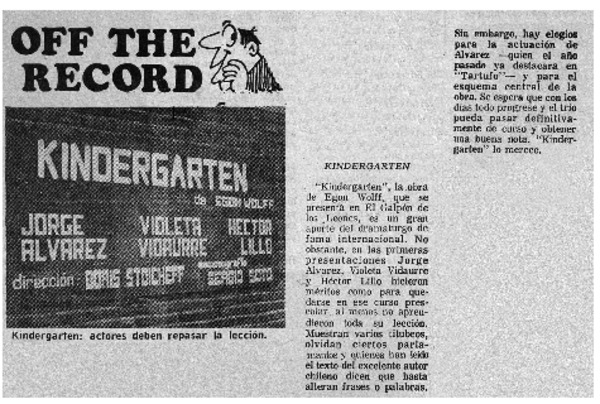 OFF THE
RECORD
KINDERGARTEN
de EGON WOLFF
JORGE
ALVAREZ
VIOLETA
VIDAURRE
HECTOR
LILLO
dirección: BORIS STOICHEFF
escenografía
SERGIO SOTO
Kindergarten: actores deben repasar la lección.
KINDERGARTEN
"Kindergarten", la obra
de Egon Wolff, que se
presenta en El Galpón de
los Leones, es un gran
aporte del dramaturgo de
fama internacional. No
obstante, en las primeras
presentaciones Jorge
Alvarez, Violeta Vidaurre
y Héctor Lillo hicieron
méritos como para que-
darse en ese curso pres-
colar, al menos no apren-
dieron toda su lección.
Muestran varios titubeos,
olvidan ciertos parla-
mentos y quienes han leído
el texto del excelente autor
chileno dicen que hasta
alteran frases o palabras.
Sin embargo, hay elogios
para la actuación de
Alvarez —quien el año
pasado ya destacara en
"Tartufo"— y para el
esquema central de la
obra. Se espera que con los
días todo progrese y el trío
pueda pasar definitiva-
mente de curso y obtener
una buena nota. "Kinder-
garten" lo merece.